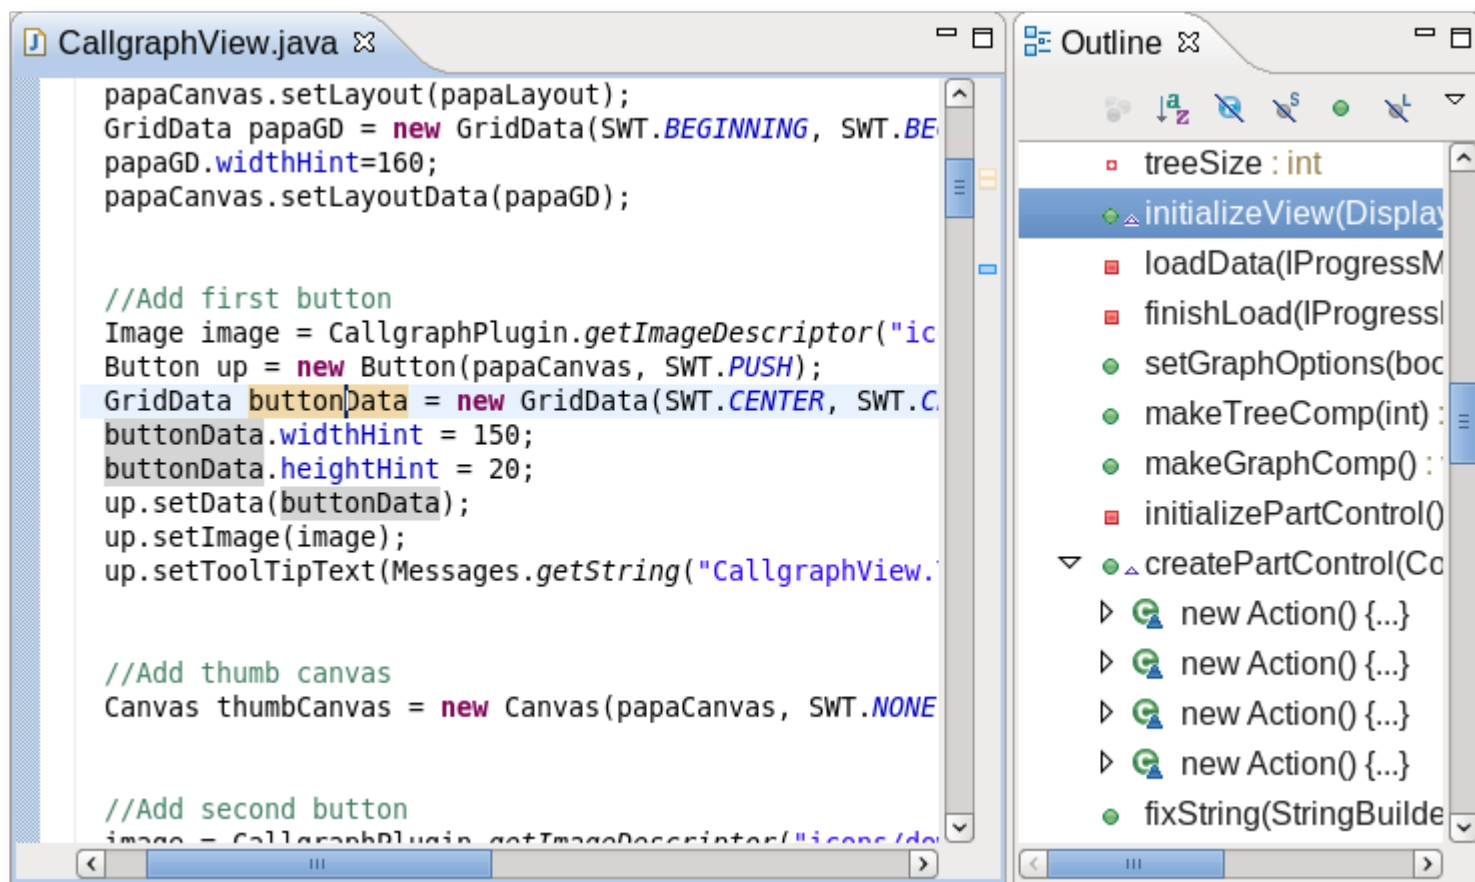 CallgraphView.java
papaCanvas.setLayout(papaLayout);
GridData papaGD = new GridData(SWT.BEGINNING, SWT.BE
papaGD.widthHint=160;
papaCanvas.setLayoutData(papaGD);
//Add first button
Image image = CallgraphPlugin.getImageDescriptor("ic
Button up = new Button(papaCanvas, SWT.PUSH);
GridData buttonData = new GridData(SWT.CENTER, SWT.C
buttonData.widthHint = 150;
buttonData.heightHint = 20;
up.setData(buttonData);
up.setImage(image);
up.setToolTipText(Messages.getString("CallgraphView.
//Add thumb canvas
Canvas thumbCanvas = new Canvas(papaCanvas, SWT.NONE
//Add second button
image = CallgraphPlugin.getImageDescriptor("icons/do
Outline
treeSize : int
initializeView(Display
loadData(IProgressM
finishLoad(IProgress
setGraphOptions(boo
makeTreeComp(int) :
makeGraphComp() :
initializePartControl()
createPartControl(Co
new Action() {...}
new Action() {...}
new Action() {...}
new Action() {...}
fixString(StringBuilde